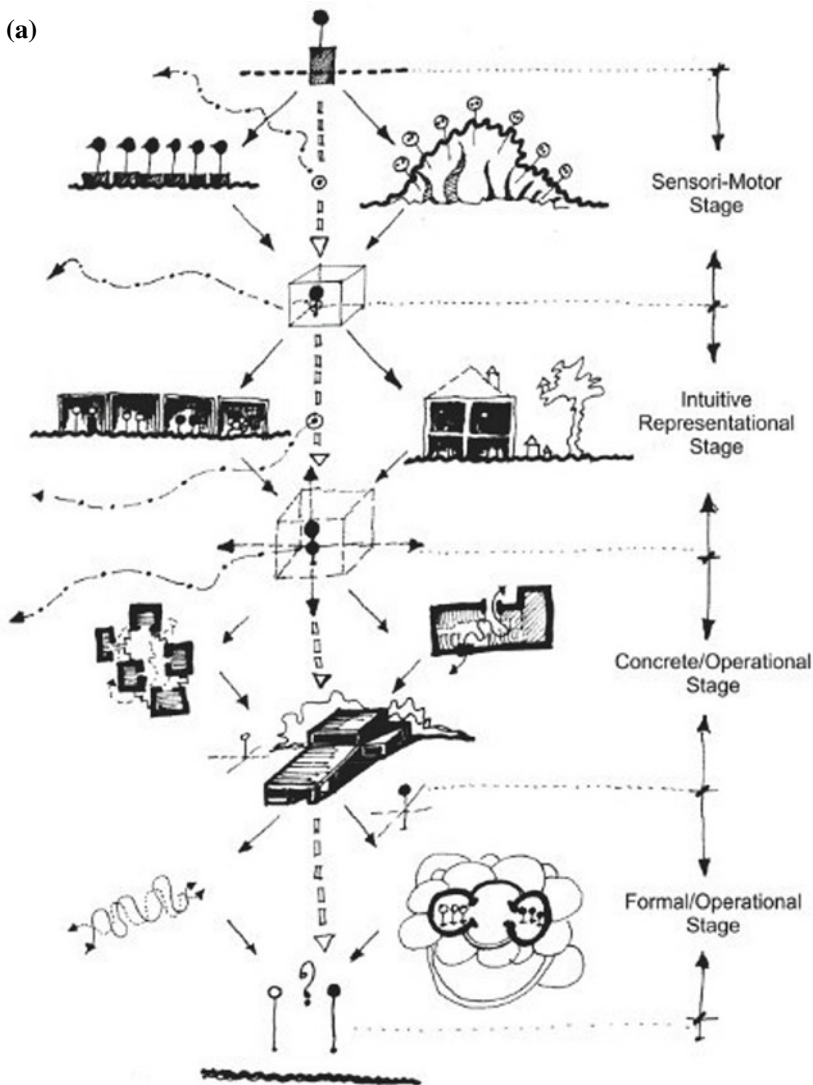 (a)
Sensori-Motor
Stage
Intuitive
Representational
Stage
Concrete/Operational
Stage
Formal/Operational
Stage
?